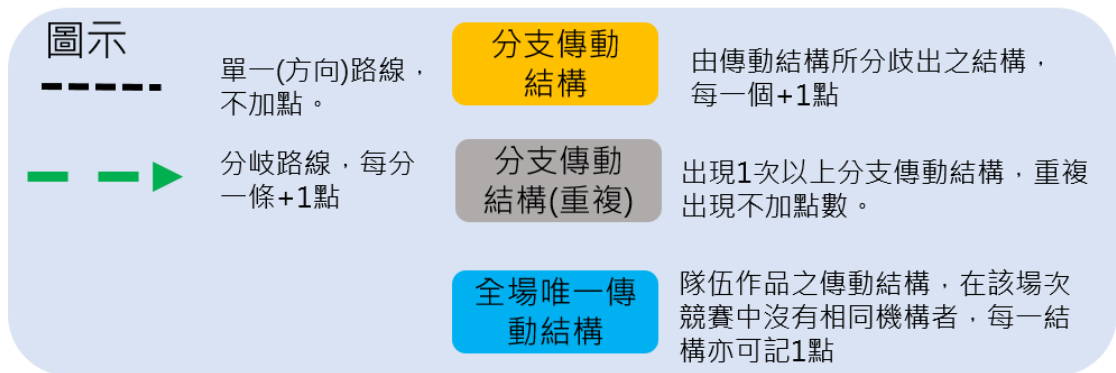 圖示
單一(方向)路線，
不加點。
分岐路線，每分
一條+1點
分支傳動
結構
由傳動結構所分歧出之結構，
每一個+1點
分支傳動
結構(重複)
出現1次以上分支傳動結構，重複
出現不加點數。
全場唯一傳
動結構
隊伍作品之傳動結構，在該場次
競賽中沒有相同機構者，每一結
構亦可記1點